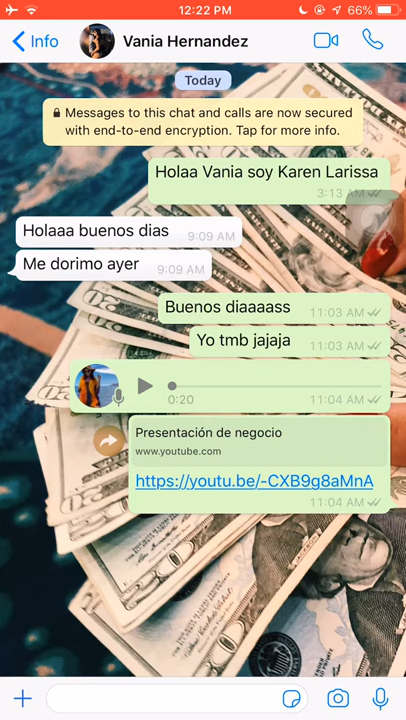 12:22 PM
66%
Info
Vania Hernandez
Today
Messages to this chat and calls are now secured
with end-to-end encryption. Tap for more info.
Holaa Vania soy Karen Larissa
3:13 AM
Holaaa buenos dias
9:09 AM
Me dorimo ayer
9:09 AM
Buenos diaaaass
11:03 AM
Yo tmb jajaja
11:03 AM
0:20
11:04 AM
Presentación de negocio
www.youtube.com
https://youtu.be/-CXB9g8aMnA
11:04 AM